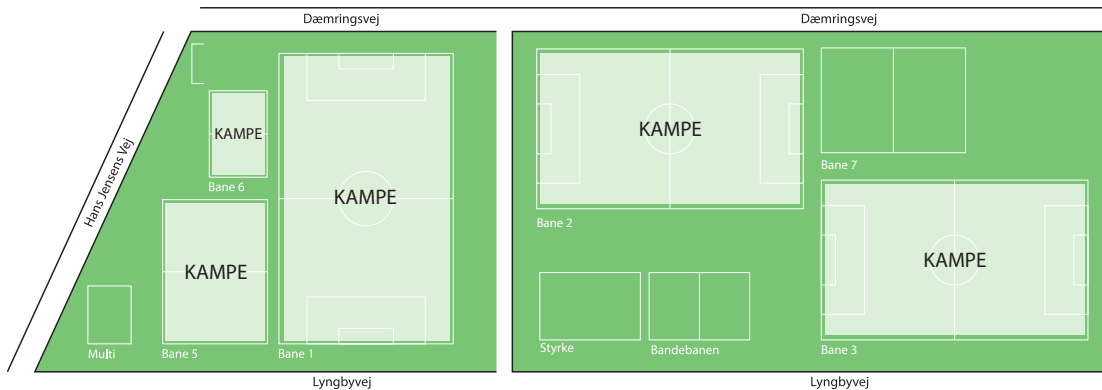 Dæmringsvej
Dæmringsvej
Hans Jensens Vej
KAMPE
Bane 6
KAMPE
KAMPE
Multi
Bane 5
Bane 1
KAMPE
Bane 2
Bane 7
KAMPE
Styrke
Bandebanen
Bane 3
Lyngbyvej
Lyngbyvej